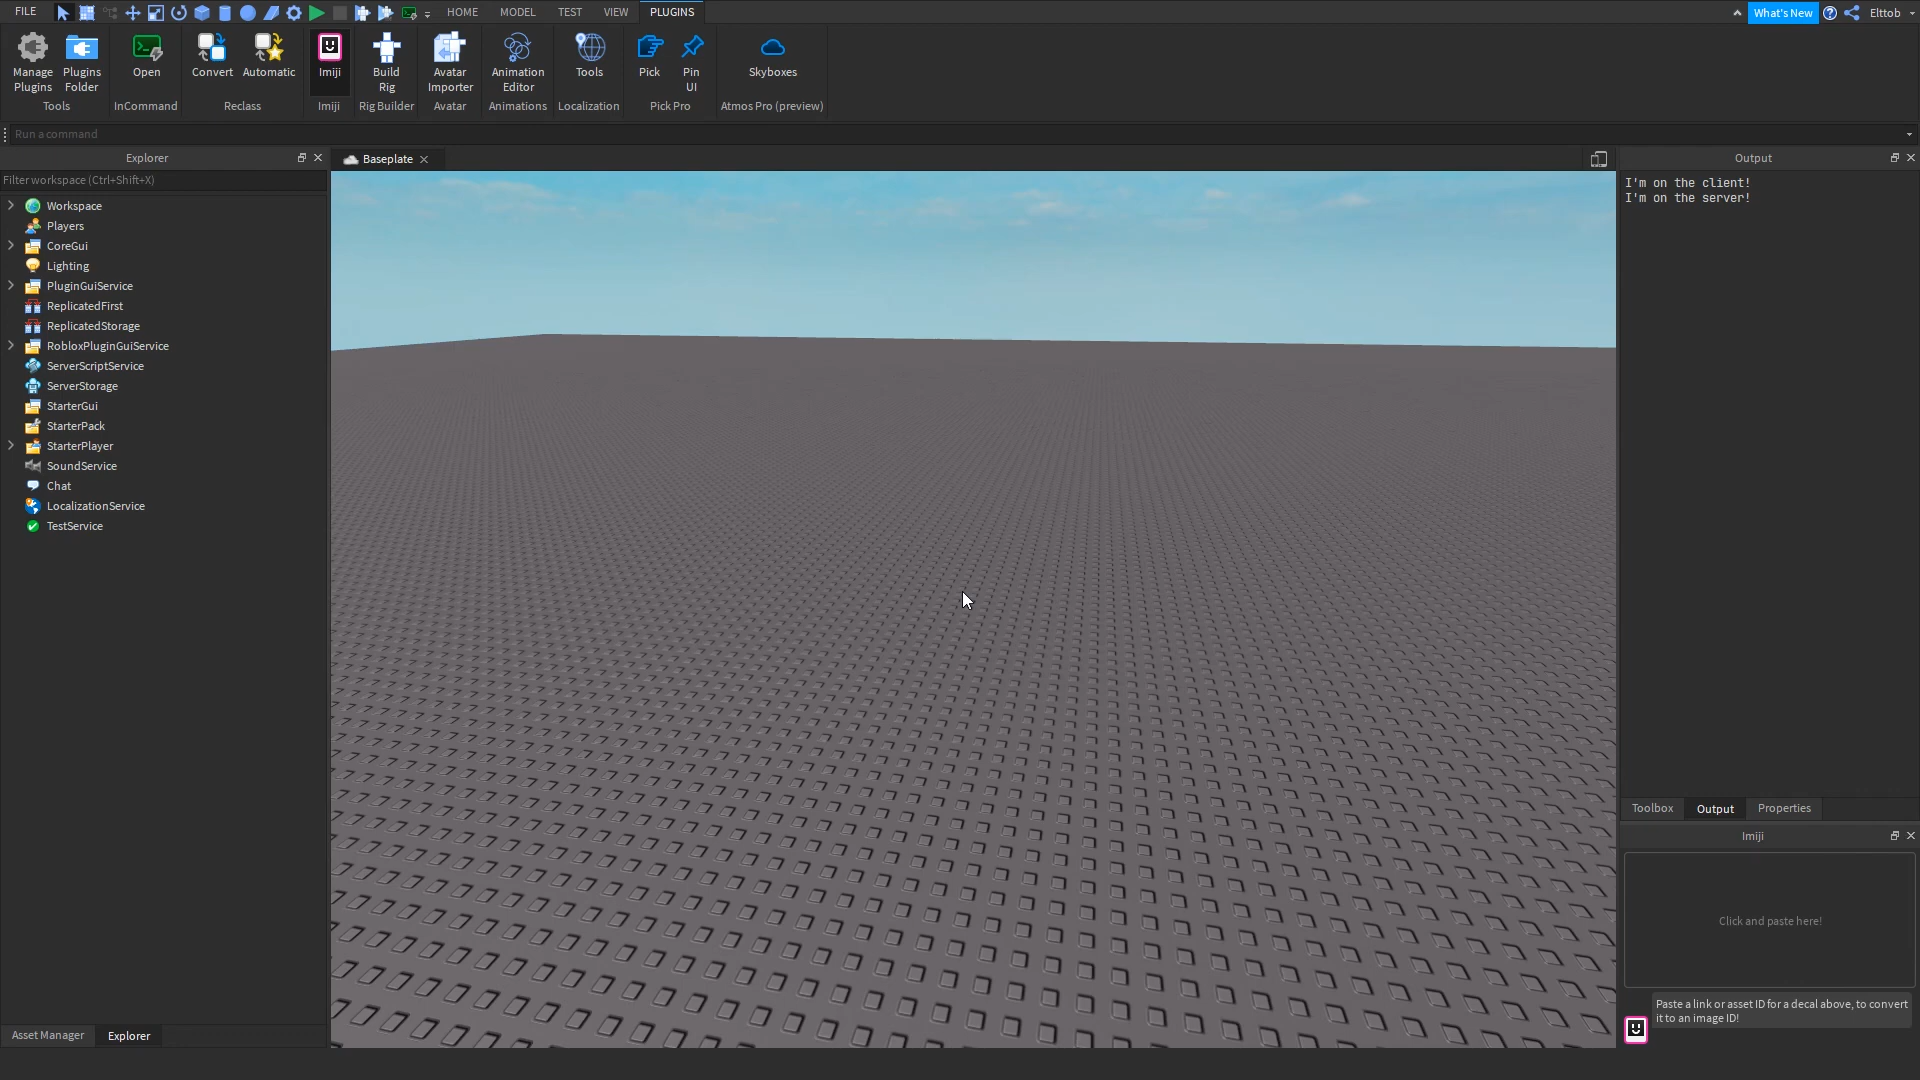 FILE
HOME
MODEL
TEST
VIEW
PLUGINS
What's New
Elttob
Manage Plugins
Plugins Folder
Tools
Open
InCommand
Convert
Automatic
Reclass
Imiji
Imiji
Build Rig
Rig Builder
Avatar Importer
Avatar
Animation Editor
Animations
Tools
Localization
Pick
Pin UI
Pick Pro
Skyboxes
Atmos Pro (preview)
Run a command
Explorer
Filter workspace (Ctrl+Shift+X)
Workspace
Players
CoreGui
Lighting
PluginGuiService
ReplicatedFirst
ReplicatedStorage
RobloxPluginGuiService
ServerScriptService
ServerStorage
StarterGui
StarterPack
StarterPlayer
SoundService
Chat
LocalizationService
TestService
Asset Manager
Explorer
Baseplate
Output
I'm on the client!
I'm on the server!
Toolbox
Output
Properties
Imiji
Click and paste here!
Paste a link or asset ID for a decal above, to convert
it to an image ID!